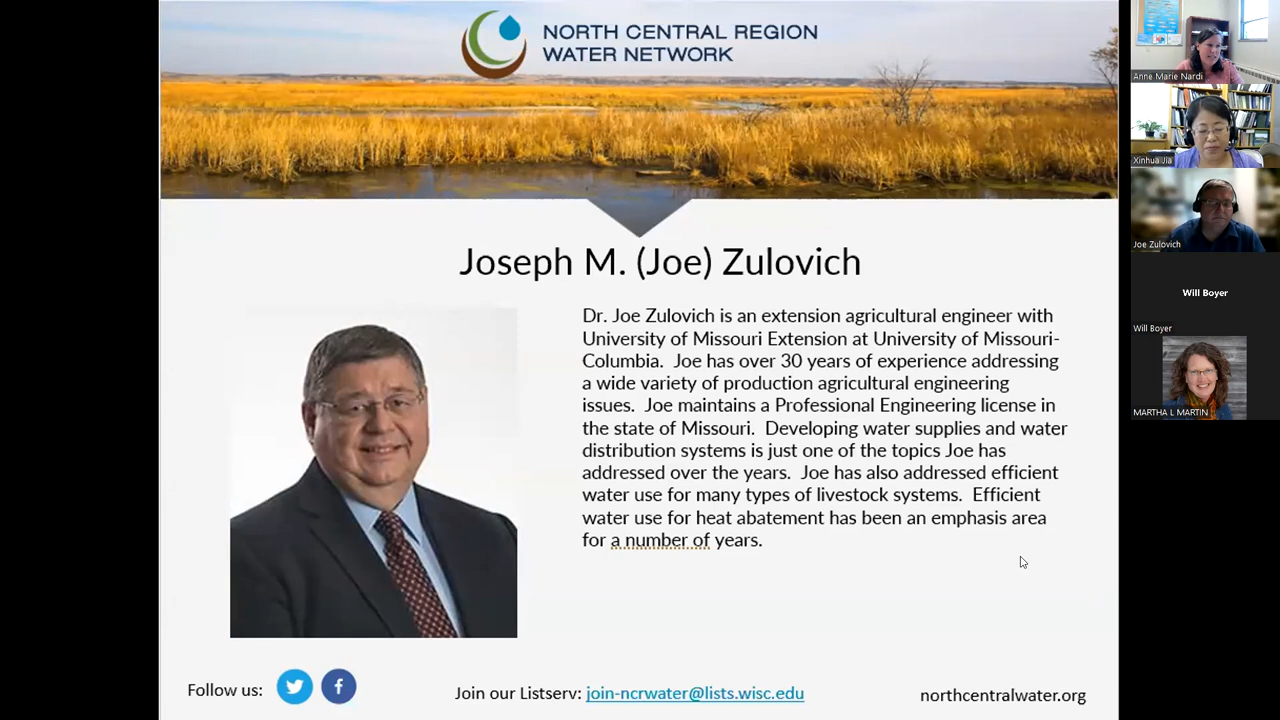 NORTH CENTRAL REGION
WATER NETWORK
Joseph M. (Joe) Zulovich
Dr. Joe Zulovich is an extension agricultural engineer with
University of Missouri Extension at University of Missouri-
Columbia.  Joe has over 30 years of experience addressing
a wide variety of production agricultural engineering
issues.  Joe maintains a Professional Engineering license in
the state of Missouri.  Developing water supplies and water
distribution systems is just one of the topics Joe has
addressed over the years.  Joe has also addressed efficient
water use for many types of livestock systems.  Efficient
water use for heat abatement has been an emphasis area
for a number of years.
Follow us:
Join our Listserv: join-ncrwater@lists.wisc.edu
northcentralwater.org
Anne Marie Nardi
Xinhua Jia
Joe Zulovich
Will Boyer
Will Boyer
MARTHA L MARTIN